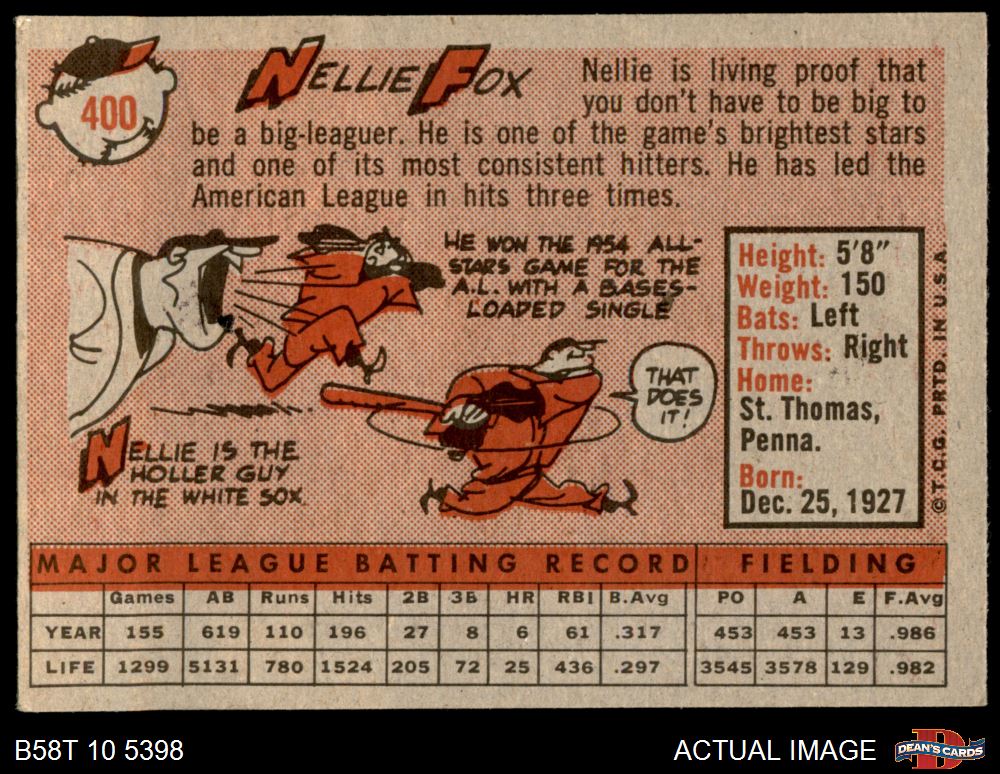 400
NELLIE FOX
Nellie is living proof that
you don't have to be big to
be a big-leaguer. He is one of the game's brightest stars
and one of its most consistent hitters. He has led the
American League in hits three times.
HE WON THE 1954 ALL-
STARS GAME FOR THE
A.L. WITH A BASES-
LOADED SINGLE
THAT
DOES
IT!
NELLIE IS THE
HOLLER GUY
IN THE WHITE SOX
Height: 5'8"
Weight: 150
Bats: Left
Throws: Right
Home:
St. Thomas,
Penna.
Born:
Dec. 25, 1927
© T.C.G. PRTD. IN U.S.A.
MAJOR LEAGUE BATTING RECORD FIELDING
Games AB Runs Hits 2B 3B HR RBI B.Avg PO A E F.Avg
YEAR 155 619 110 196 27 8 6 61 .317 453 453 13 .986
LIFE 1299 5131 780 1524 205 72 25 436 .297 3545 3578 129 .982
B58T 10 5398
ACTUAL IMAGE
DEAN'S CARDS